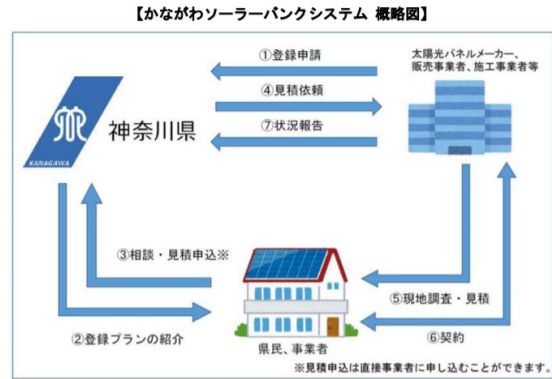 【かながわソーラーバンクシステム 概略図】
①登録申請
太陽光パネルメーカー、
販売事業者、施工事業者等
④見積依頼
神奈川県
KANAGAWA
⑦状況報告
③相談・見積申込※
⑤現地調査・見積
②登録プランの紹介
⑥契約
県民、事業者
※見積申込は直接事業者に申し込むことができます。